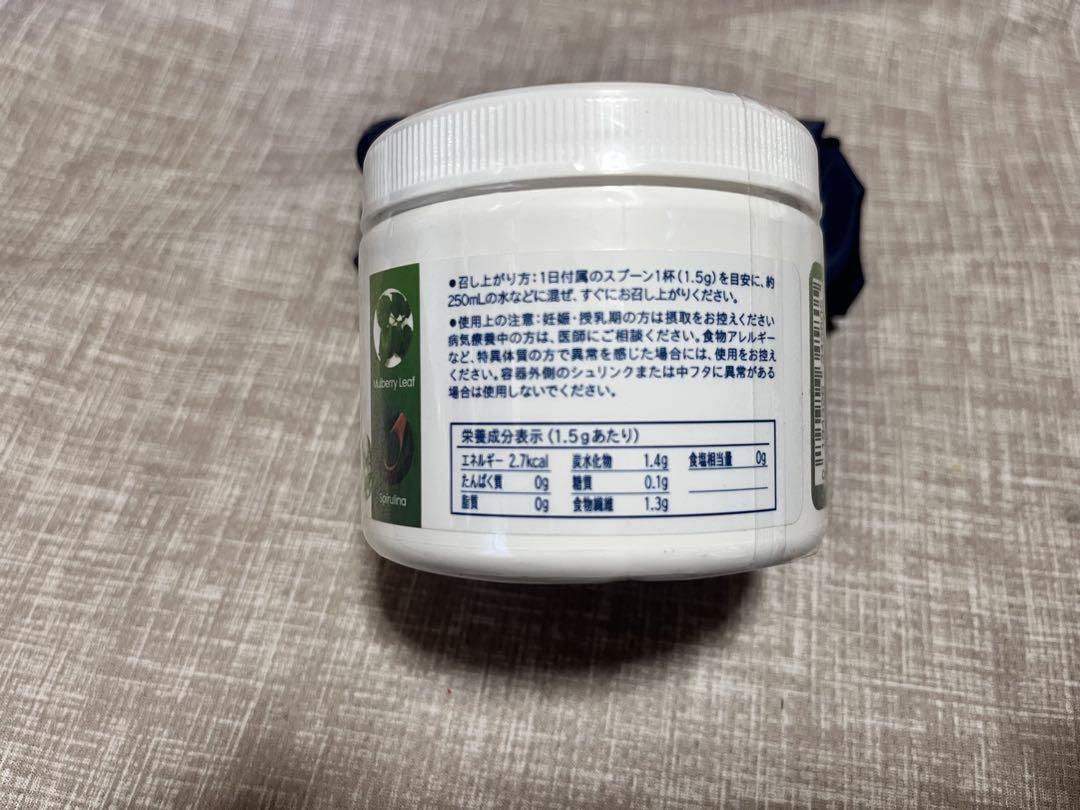 ●召し上がり方：1日付属のスプーン1杯（1.5g）を目安に、約
250mLの水などに混ぜ、すぐにお召し上がりください。
●使用上の注意：妊娠・授乳期の方は摂取をお控えください
病気療養中の方は、医師にご相談ください。食物アレルギー
など、特異体質の方で異常を感じた場合には、使用をお控え
ください。容器外側のシュリンクまたは中フタに異常がある
場合は使用しないでください。
Mulberry Leaf
Spirulina
栄養成分表示（1.5gあたり）
エネルギー 2.7kcal 炭水化物 1.4g 食塩相当量 0g
たんぱく質 0g 糖質 0.1g
脂質 0g 食物繊維 1.3g